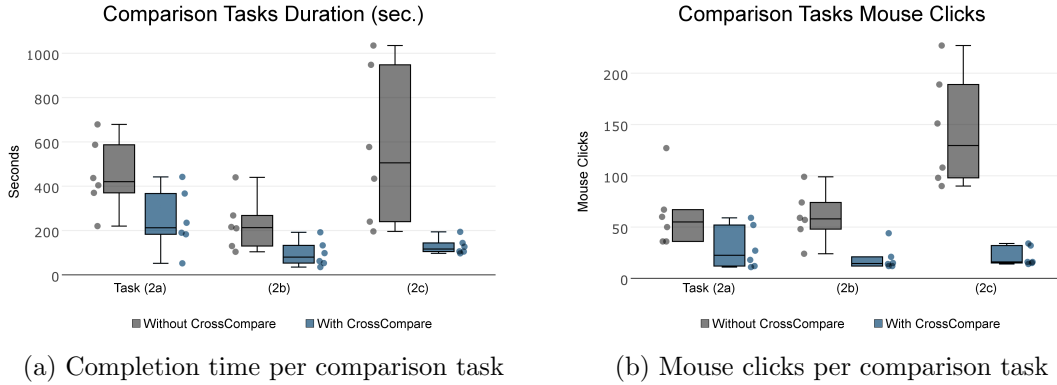 Comparison Tasks Duration (sec.)
1000
800
600
400
200
0
Seconds
Task (2a) (2b) (2c)
Without CrossCompare With CrossCompare
(a) Completion time per comparison task
Comparison Tasks Mouse Clicks
200
150
100
50
0
Mouse Clicks
Task (2a) (2b) (2c)
Without CrossCompare With CrossCompare
(b) Mouse clicks per comparison task